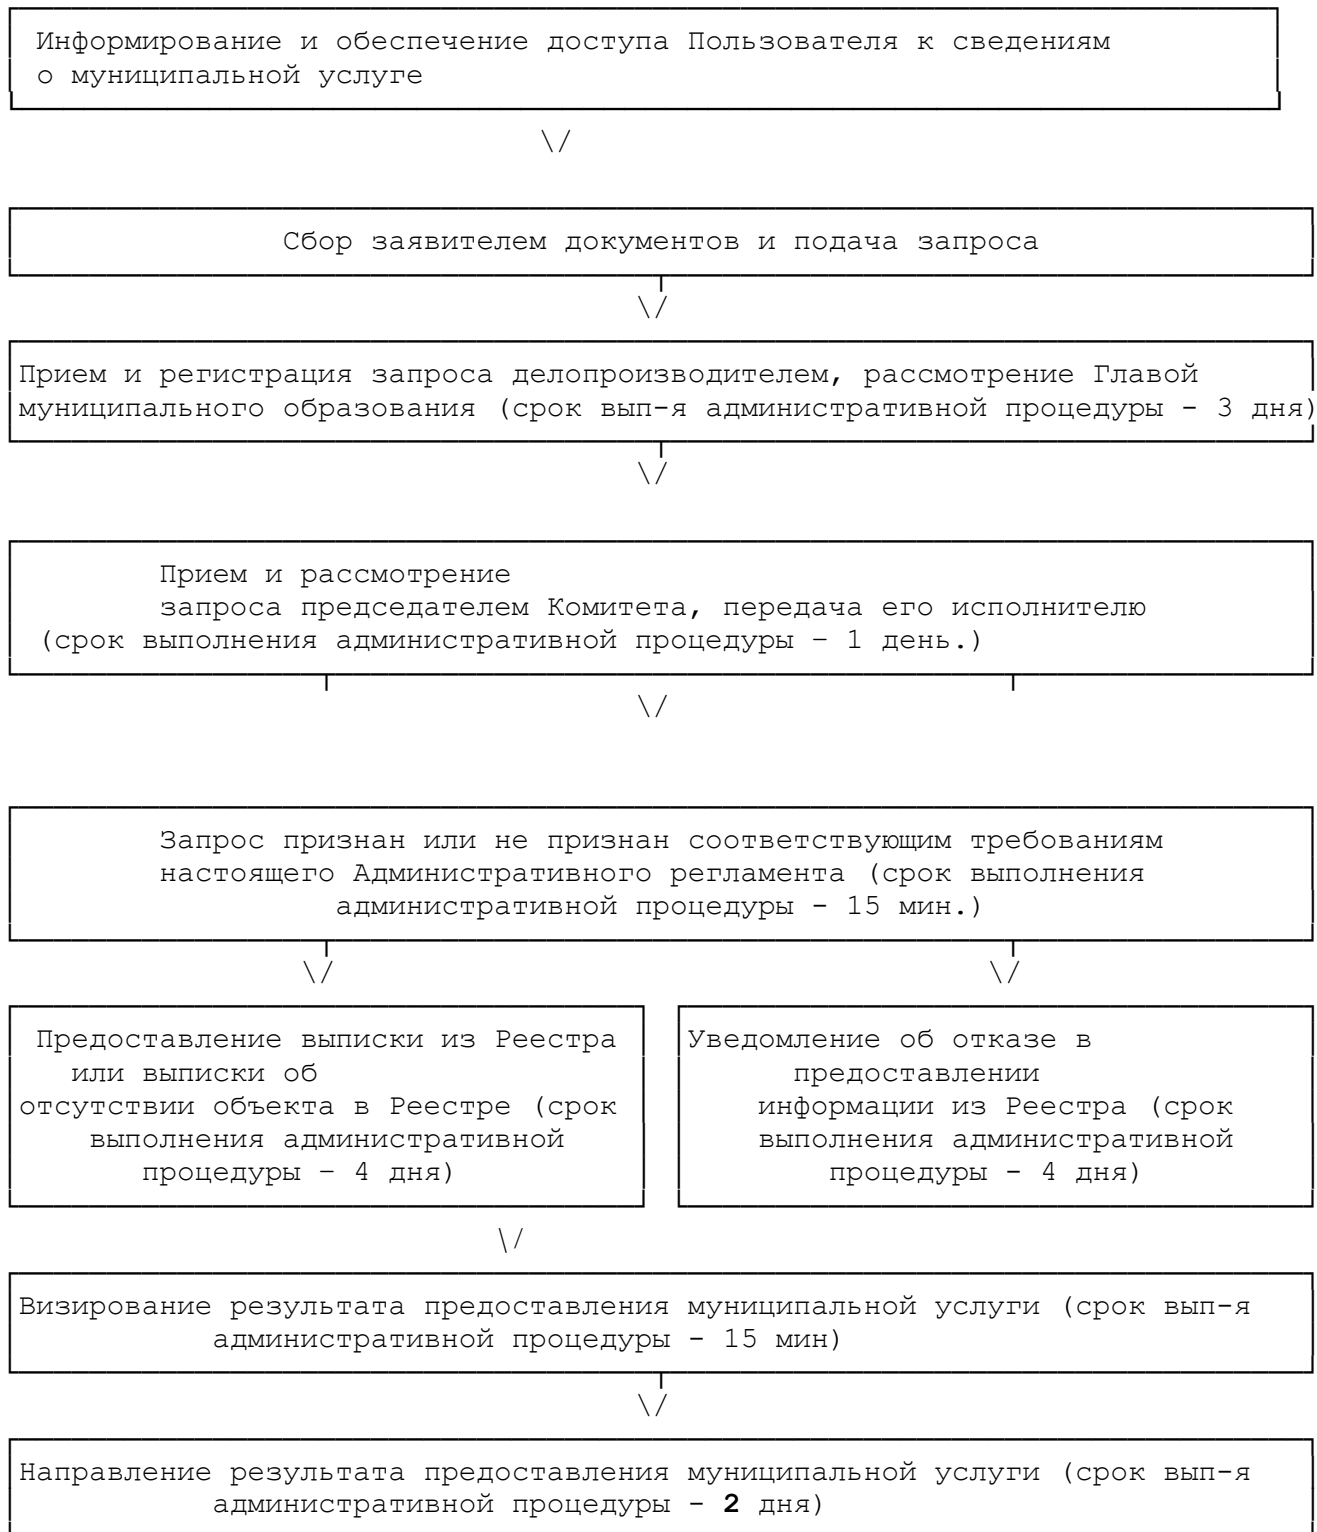 Информирование и обеспечение доступа Пользователя к сведениям
о муниципальной услуге
\/
Сбор заявителем документов и подача запроса
\/
Прием и регистрация запроса делопроизводителем, рассмотрение Главой
муниципального образования (срок вып-я административной процедуры - 3 дня)
\/
Прием и рассмотрение
запроса председателем Комитета, передача его исполнителю
(срок выполнения административной процедуры – 1 день.)
\/
Запрос признан или не признан соответствующим требованиям
настоящего Административного регламента (срок выполнения
административной процедуры - 15 мин.)
\/ \/
Предоставление выписки из Реестра
или выписки об
отсутствии объекта в Реестре (срок
выполнения административной
процедуры – 4 дня)
Уведомление об отказе в
предоставлении
информации из Реестра (срок
выполнения административной
процедуры - 4 дня)
\/
Визирование результата предоставления муниципальной услуги (срок вып-я
административной процедуры - 15 мин)
\/
Направление результата предоставления муниципальной услуги (срок вып-я
административной процедуры - 2 дня)